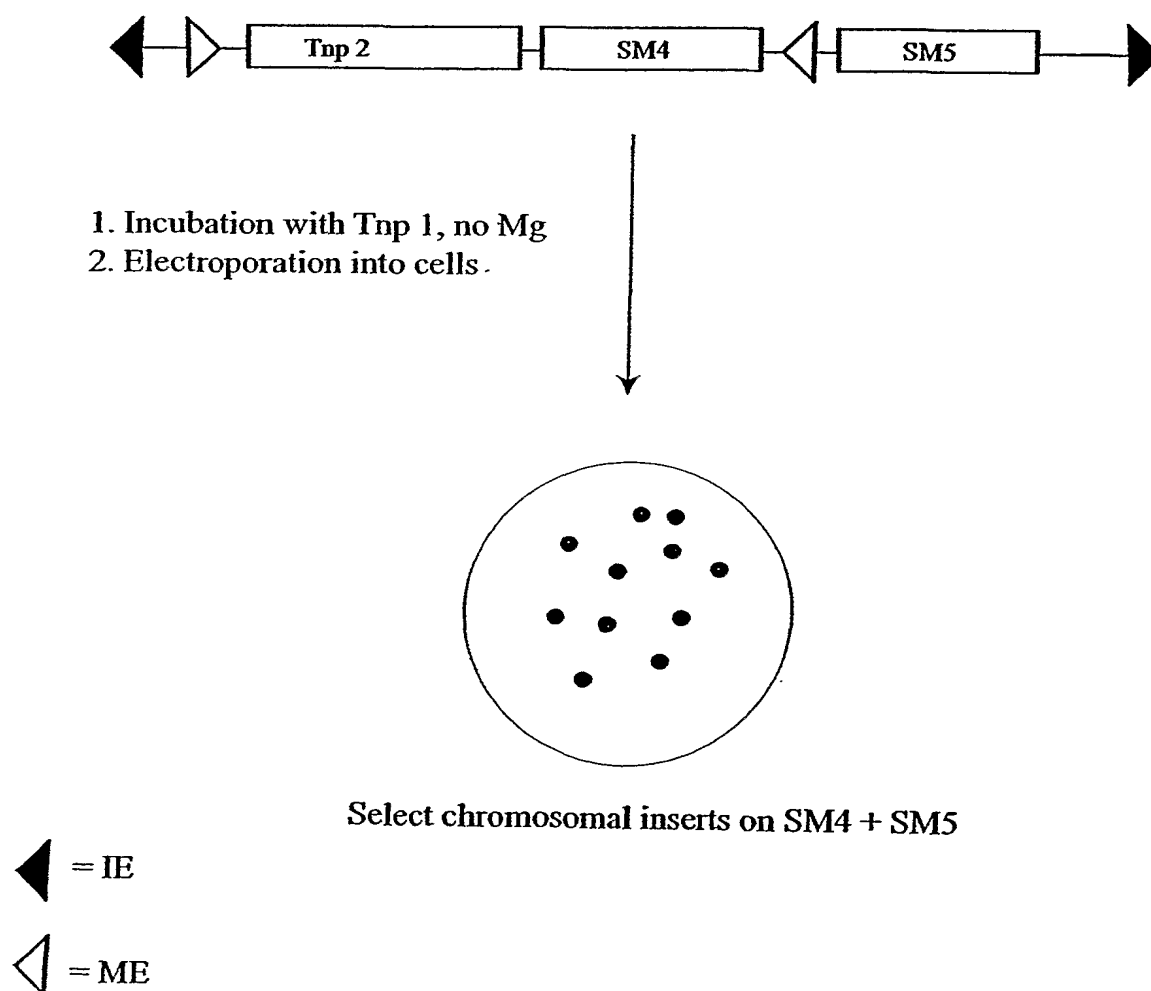 Tnp 2 SM4 SM5
1. Incubation with Tnp 1, no Mg
2. Electroporation into cells
Select chromosomal inserts on SM4 + SM5
= IE
= ME